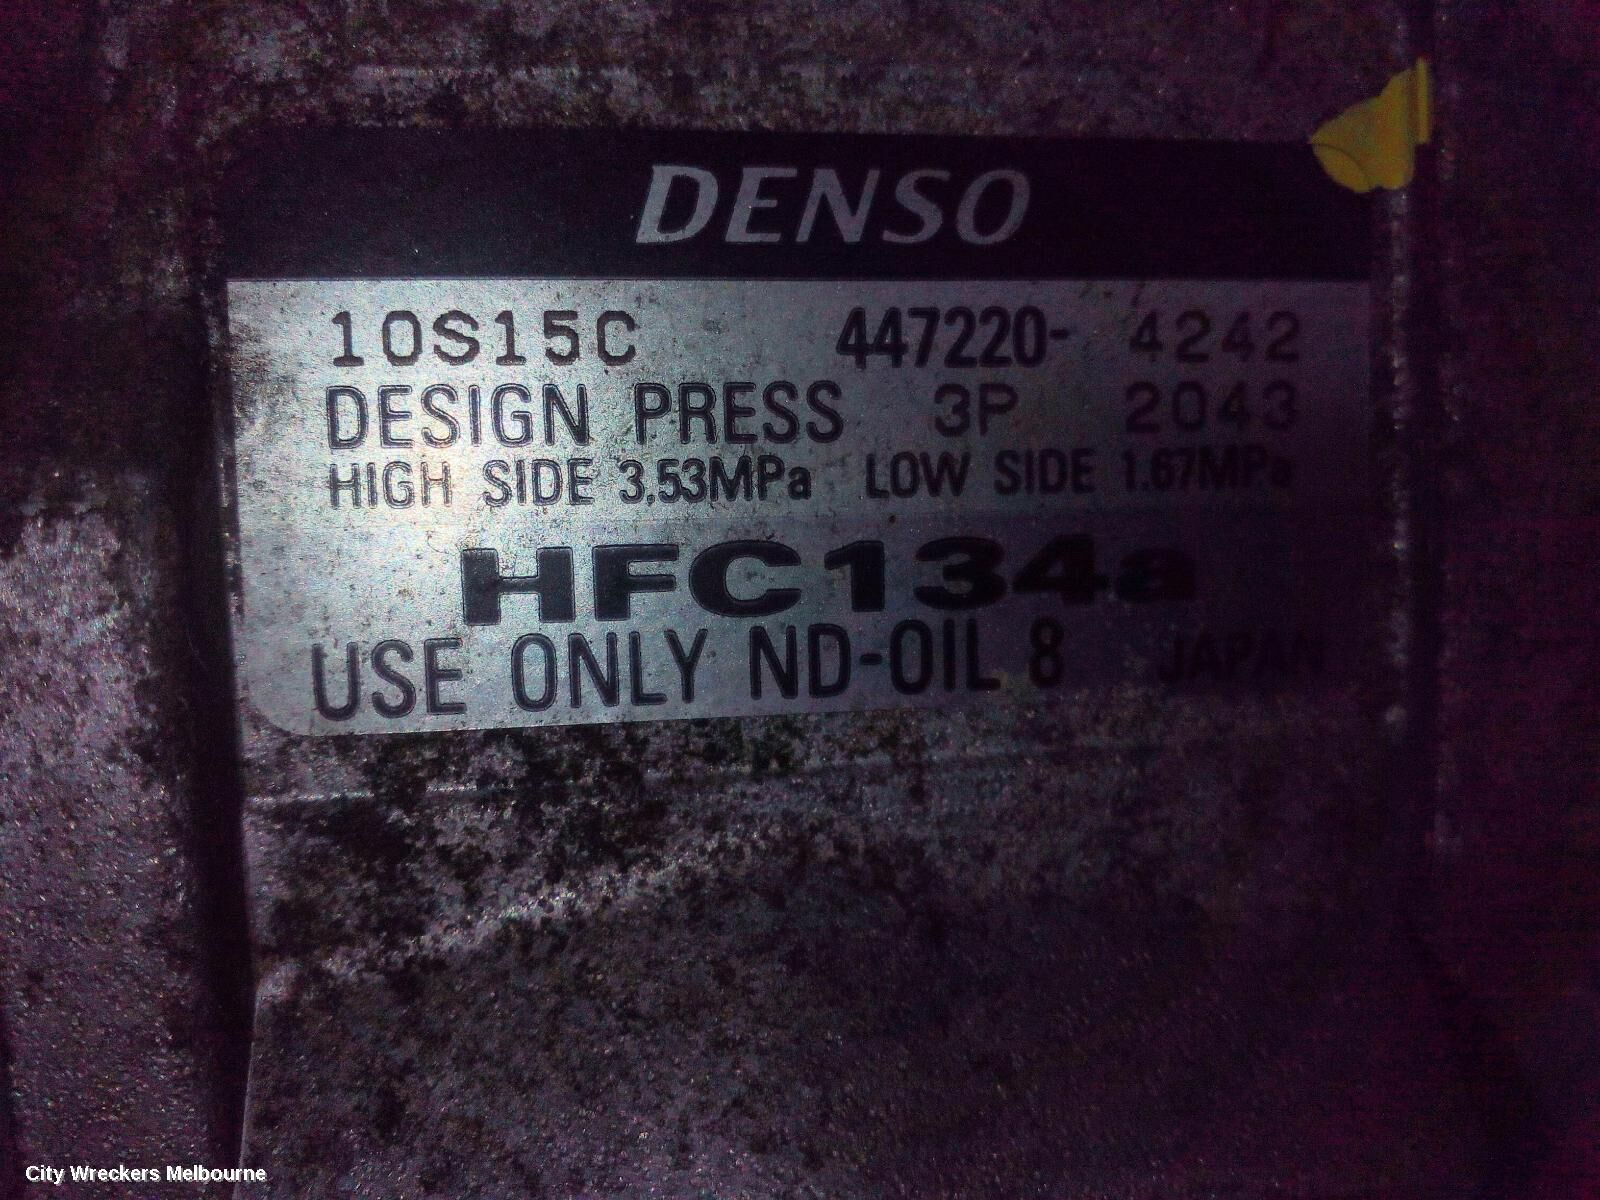 DENSO
10S15C 447220- 4242
DESIGN PRESS 3P 2043
HIGH SIDE 3.53MPa LOW SIDE 1.67MPa
HFC134a
USE ONLY ND-OIL 8 JAPAN
City Wreckers Melbourne